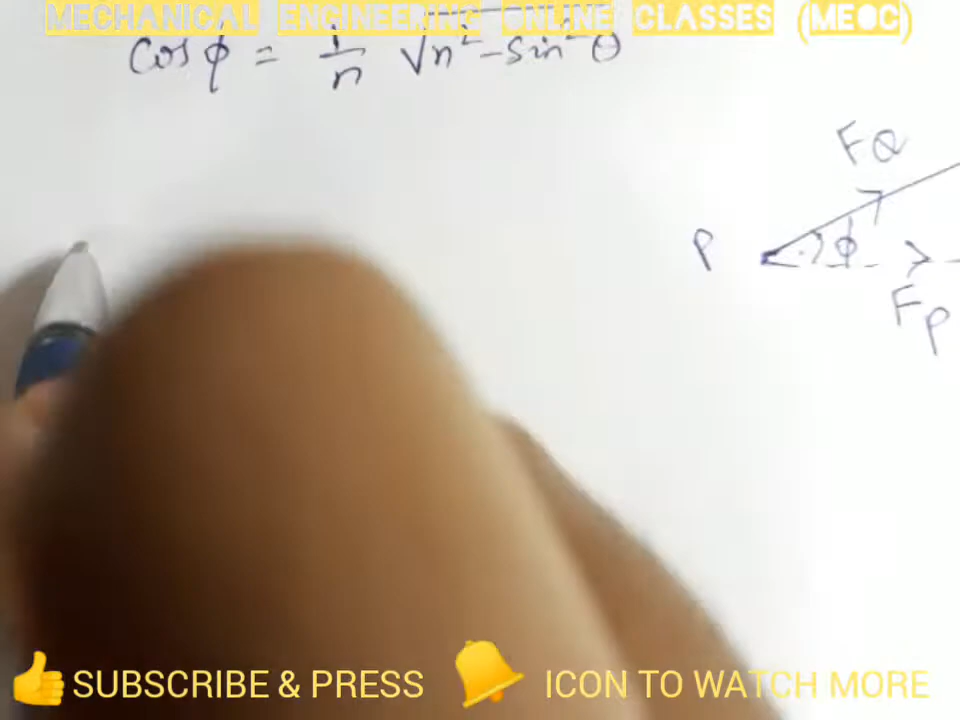 MECHANICAL ENGINEERING ONLINE CLASSES (MEOC)
cos φ = 1/n √n² - sin² θ
FQ
P φ
FP
SUBSCRIBE & PRESS ICON TO WATCH MORE